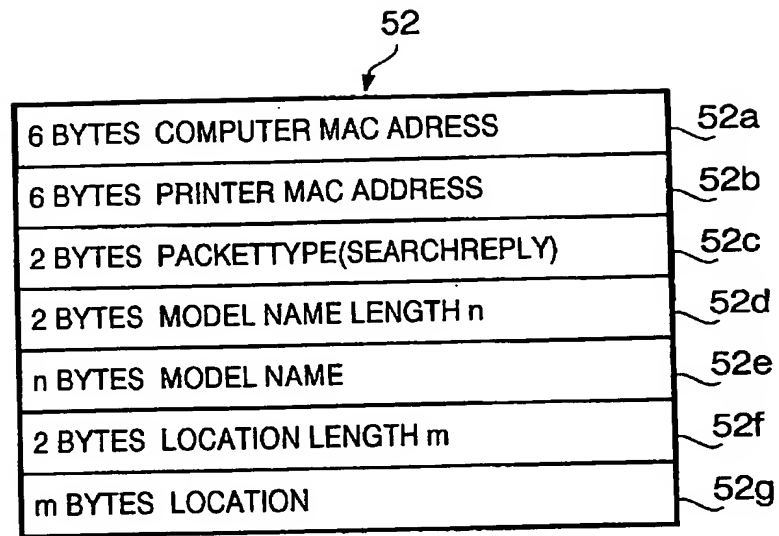 52
6 BYTES COMPUTER MAC ADRESS 52a
6 BYTES PRINTER MAC ADDRESS 52b
2 BYTES PACKETTYPE(SEARCHREPLY) 52c
2 BYTES MODEL NAME LENGTH n 52d
n BYTES MODEL NAME 52e
2 BYTES LOCATION LENGTH m 52f
m BYTES LOCATION 52g